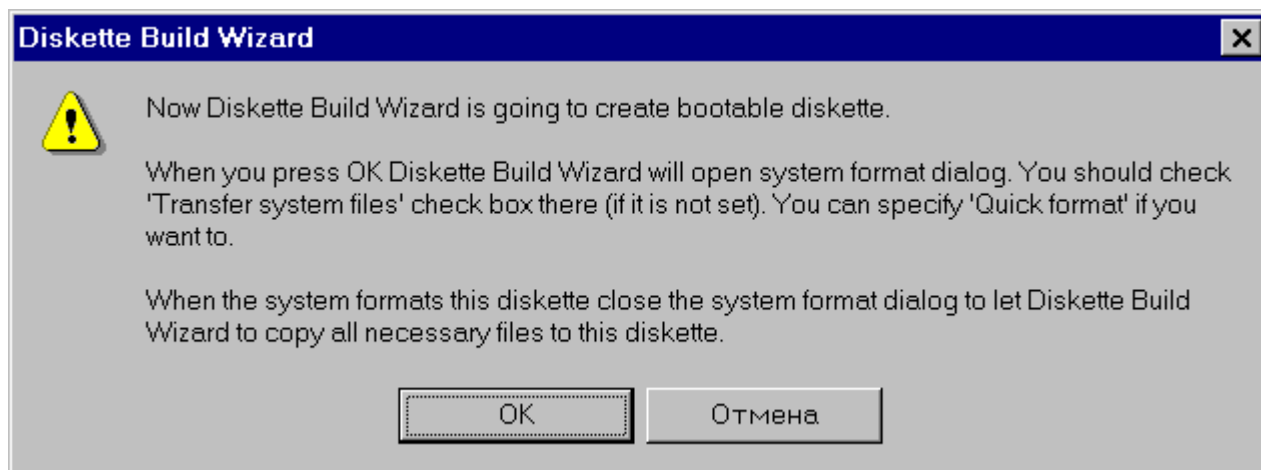 Diskette Build Wizard
Now Diskette Build Wizard is going to create bootable diskette.
When you press OK Diskette Build Wizard will open system format dialog. You should check
'Transfer system files' check box there (if it is not set). You can specify 'Quick format' if you
want to.
When the system formats this diskette close the system format dialog to let Diskette Build
Wizard to copy all necessary files to this diskette.
OK
Отмена